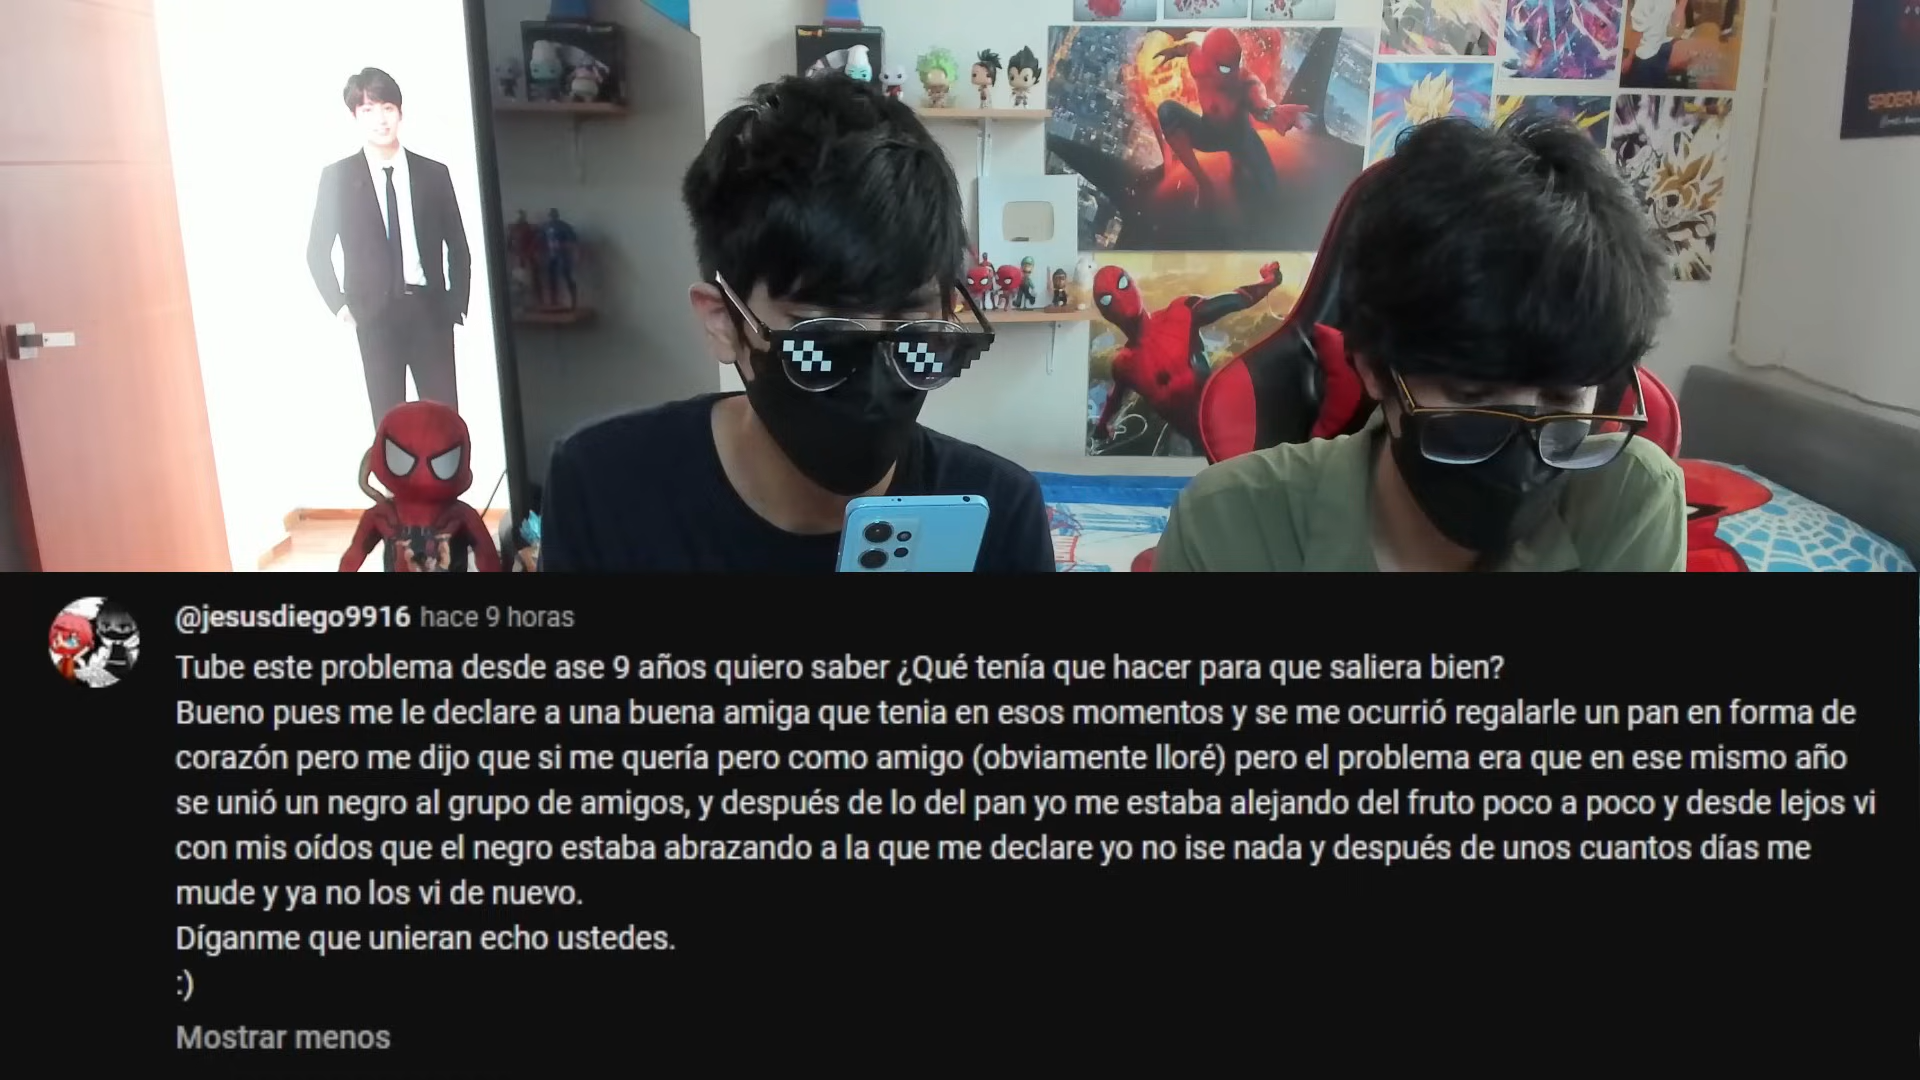 SPIDER-M
@jesusdiego9916 hace 9 horas
Tube este problema desde ase 9 años quiero saber ¿Qué tenía que hacer para que saliera bien?
Bueno pues me le declare a una buena amiga que tenia en esos momentos y se me ocurrió regalarle un pan en forma de
corazón pero me dijo que si me quería pero como amigo (obviamente lloré) pero el problema era que en ese mismo año
se unió un negro al grupo de amigos, y después de lo del pan yo me estaba alejando del fruto poco a poco y desde lejos vi
con mis oídos que el negro estaba abrazando a la que me declare yo no ise nada y después de unos cuantos días me
mude y ya no los vi de nuevo.
Díganme que unieran echo ustedes.
:)
Mostrar menos